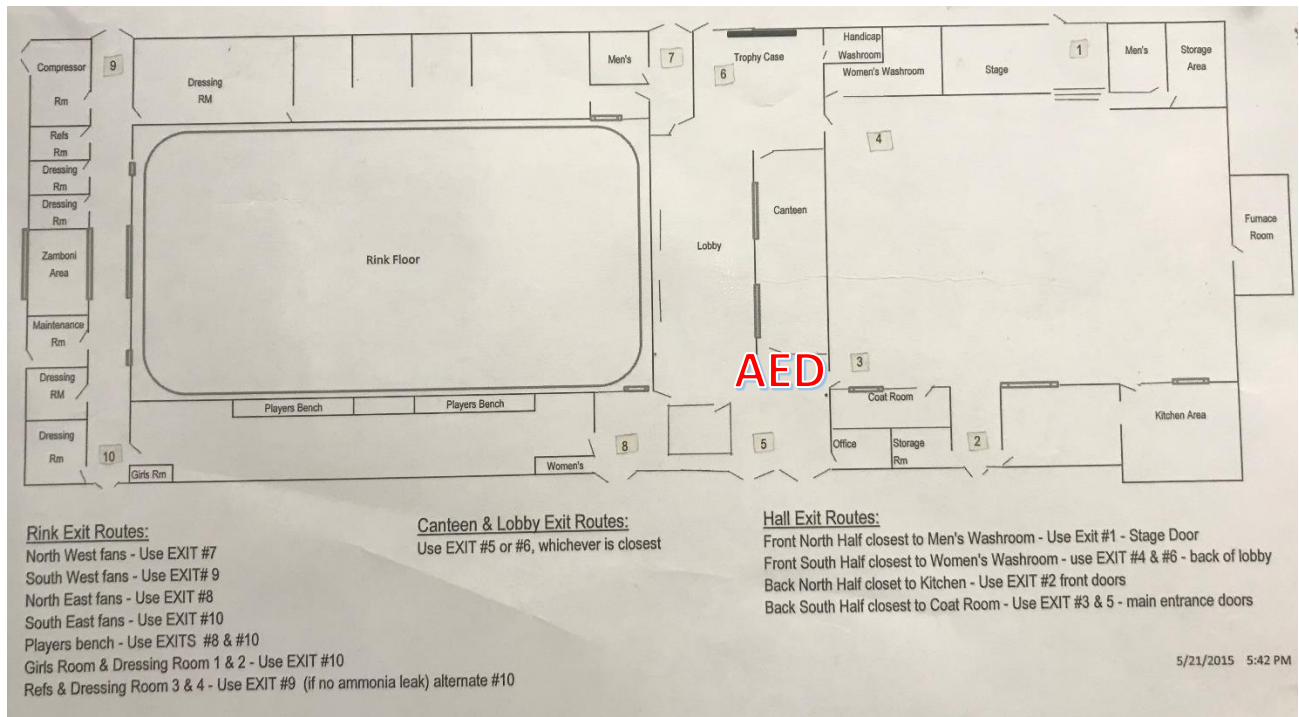 Compressor
Rm
9
Dressing
RM
Men's
7
6
Trophy Case
Handicap
Washroom
Women's Washroom
Stage
1
Men's
Storage
Area
Refs
Rm
Dressing
Rm
Dressing
Rm
Zamboni
Area
Maintenance
Rm
Dressing
RM
Dressing
Rm
10
Girls Rm
Rink Floor
Players Bench
Players Bench
Women's
8
Lobby
Canteen
4
3
AED
5
Coat Room
Office
Storage
Rm
2
Kitchen Area
Furnace
Room
Rink Exit Routes:
North West fans - Use EXIT #7
South West fans - Use EXIT# 9
North East fans - Use EXIT #8
South East fans - Use EXIT #10
Players bench - Use EXITS #8 & #10
Girls Room & Dressing Room 1 & 2 - Use EXIT #10
Refs & Dressing Room 3 & 4 - Use EXIT #9 (if no ammonia leak) alternate #10
Canteen & Lobby Exit Routes:
Use EXIT #5 or #6, whichever is closest
Hall Exit Routes:
Front North Half closest to Men's Washroom - Use Exit #1 - Stage Door
Front South Half closest to Women's Washroom - use EXIT #4 & #6 - back of lobby
Back North Half closet to Kitchen - Use EXIT #2 front doors
Back South Half closest to Coat Room - Use EXIT #3 & 5 - main entrance doors
5/21/2015 5:42 PM